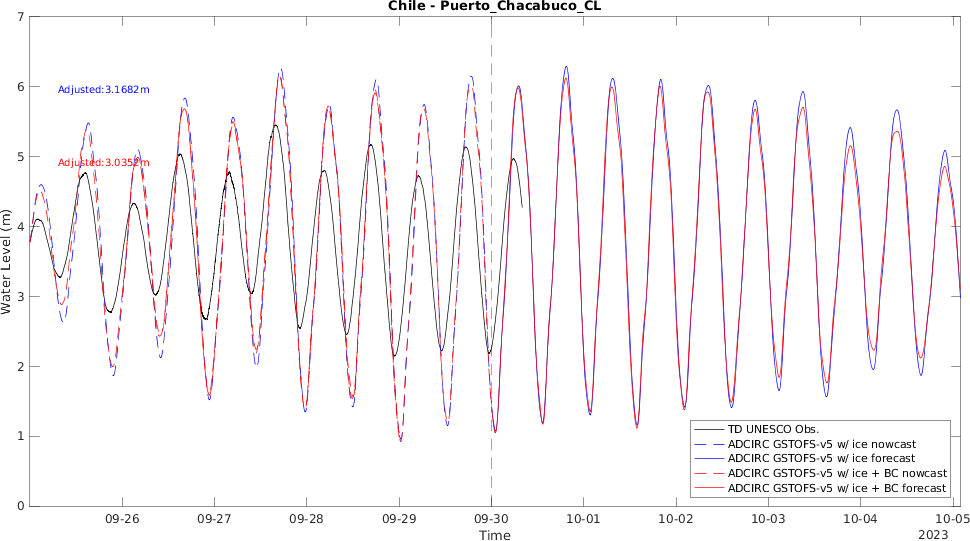 Chile - Puerto_Chacabuco_CL
7
6
5
4
3
2
1
0
Water Level (m)
Adjusted:3.1682m
Adjusted:3.0352m
TD UNESCO Obs.
ADCIRC GSTOFS-v5 w/ ice nowcast
ADCIRC GSTOFS-v5 w/ ice forecast
ADCIRC GSTOFS-v5 w/ ice + BC nowcast
ADCIRC GSTOFS-v5 w/ ice + BC forecast
09-26 09-27 09-28 09-29 09-30 10-01 10-02 10-03 10-04 10-05
Time
2023